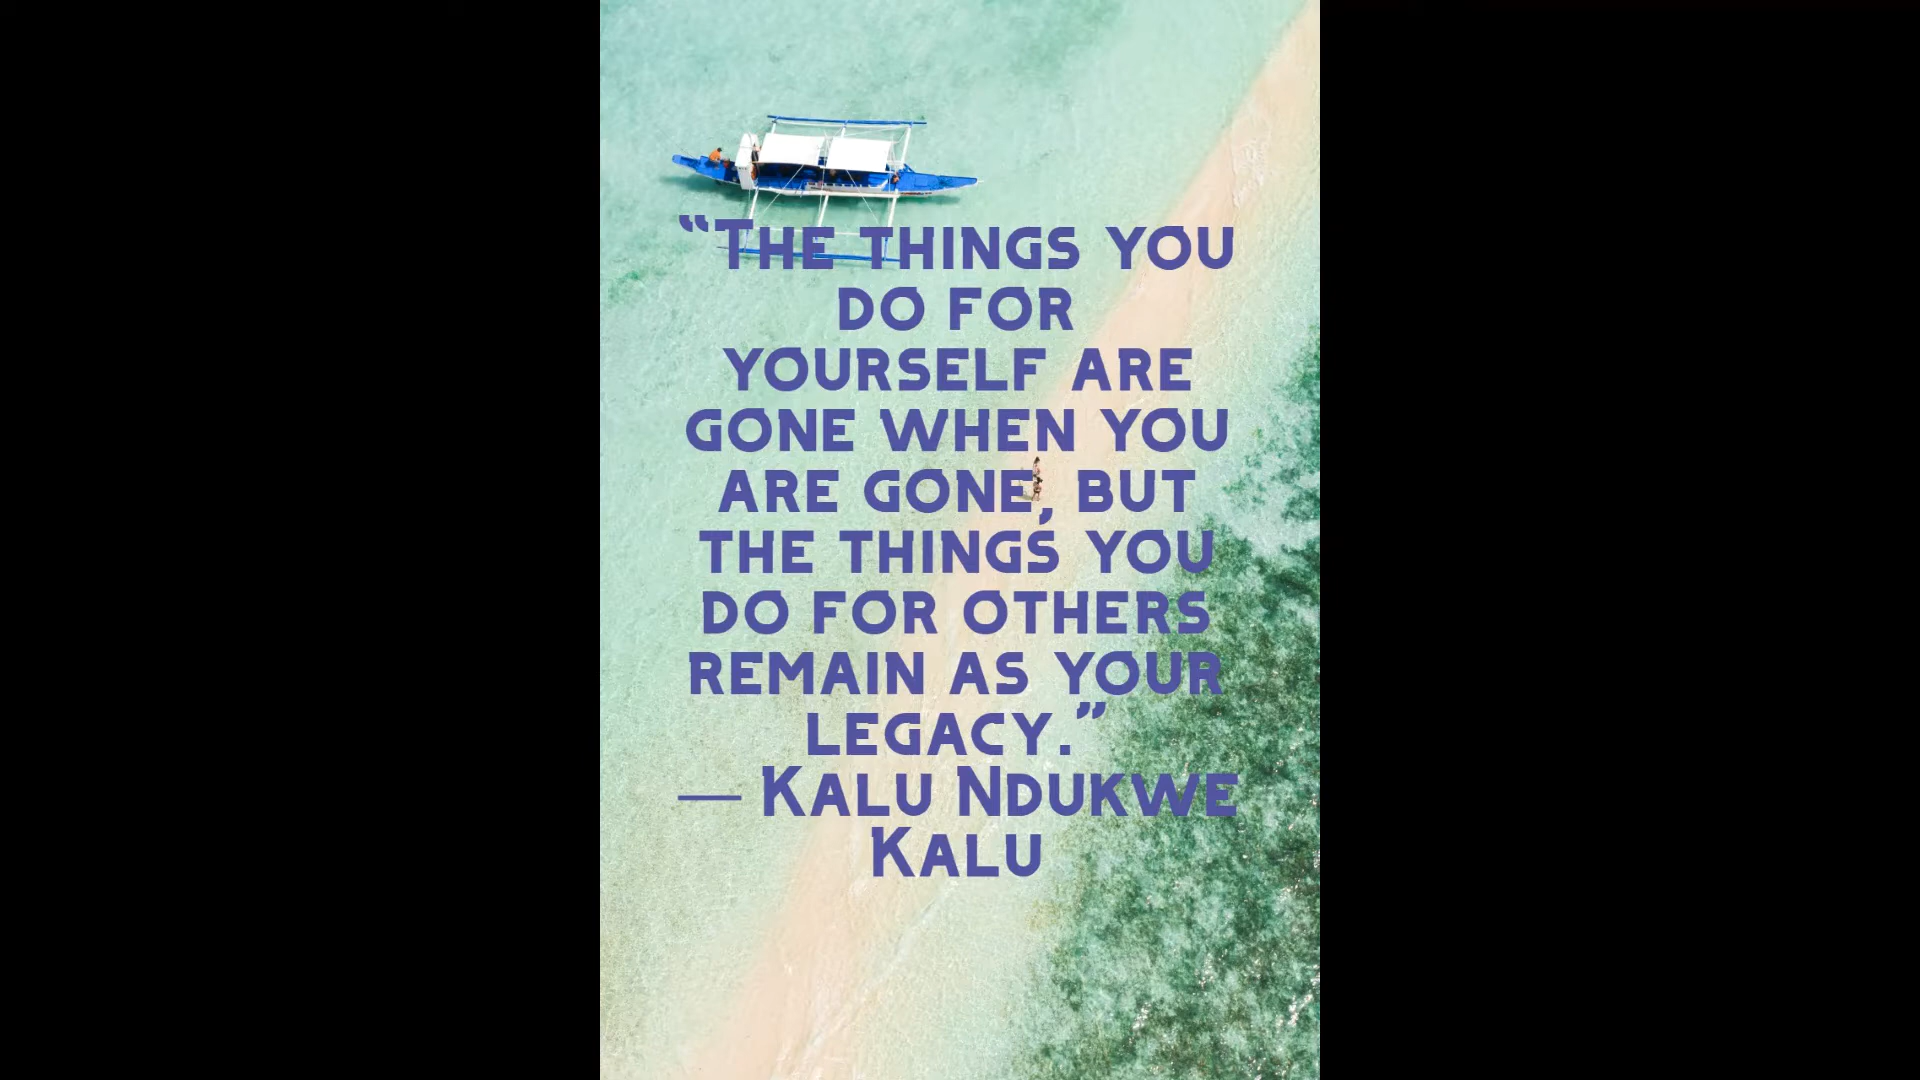 “The things you
do for
yourself are
gone when you
are gone, but
the things you
do for others
remain as your
legacy.”
— Kalu Ndukwe
Kalu